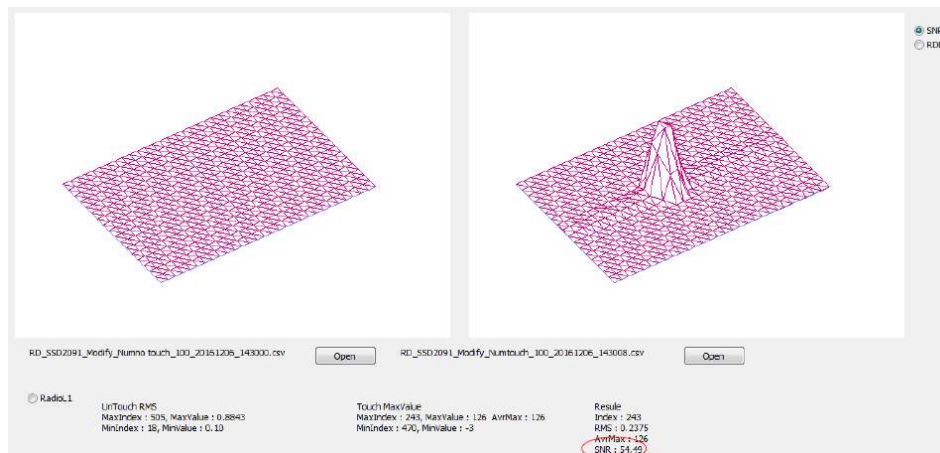 SNR
RD_SSD2091_Modify_Numno touch_100_20161206_143000.csv
Open
RD_SSD2091_Modify_Numtouch_100_20161206_143008.csv
Open
RadioL1
UnTouch RMS
MaxIndex : 505, MaxValue : 0.8843
MinIndex : 18, MinValue : 0.10
Touch MaxValue
MaxIndex : 243, MaxValue : 126 AvrMax : 126
MinIndex : 470, MinValue : -3
Resule
Index : 243
RMS : 0.2375
AvrMax : 126
SNR : 54.49